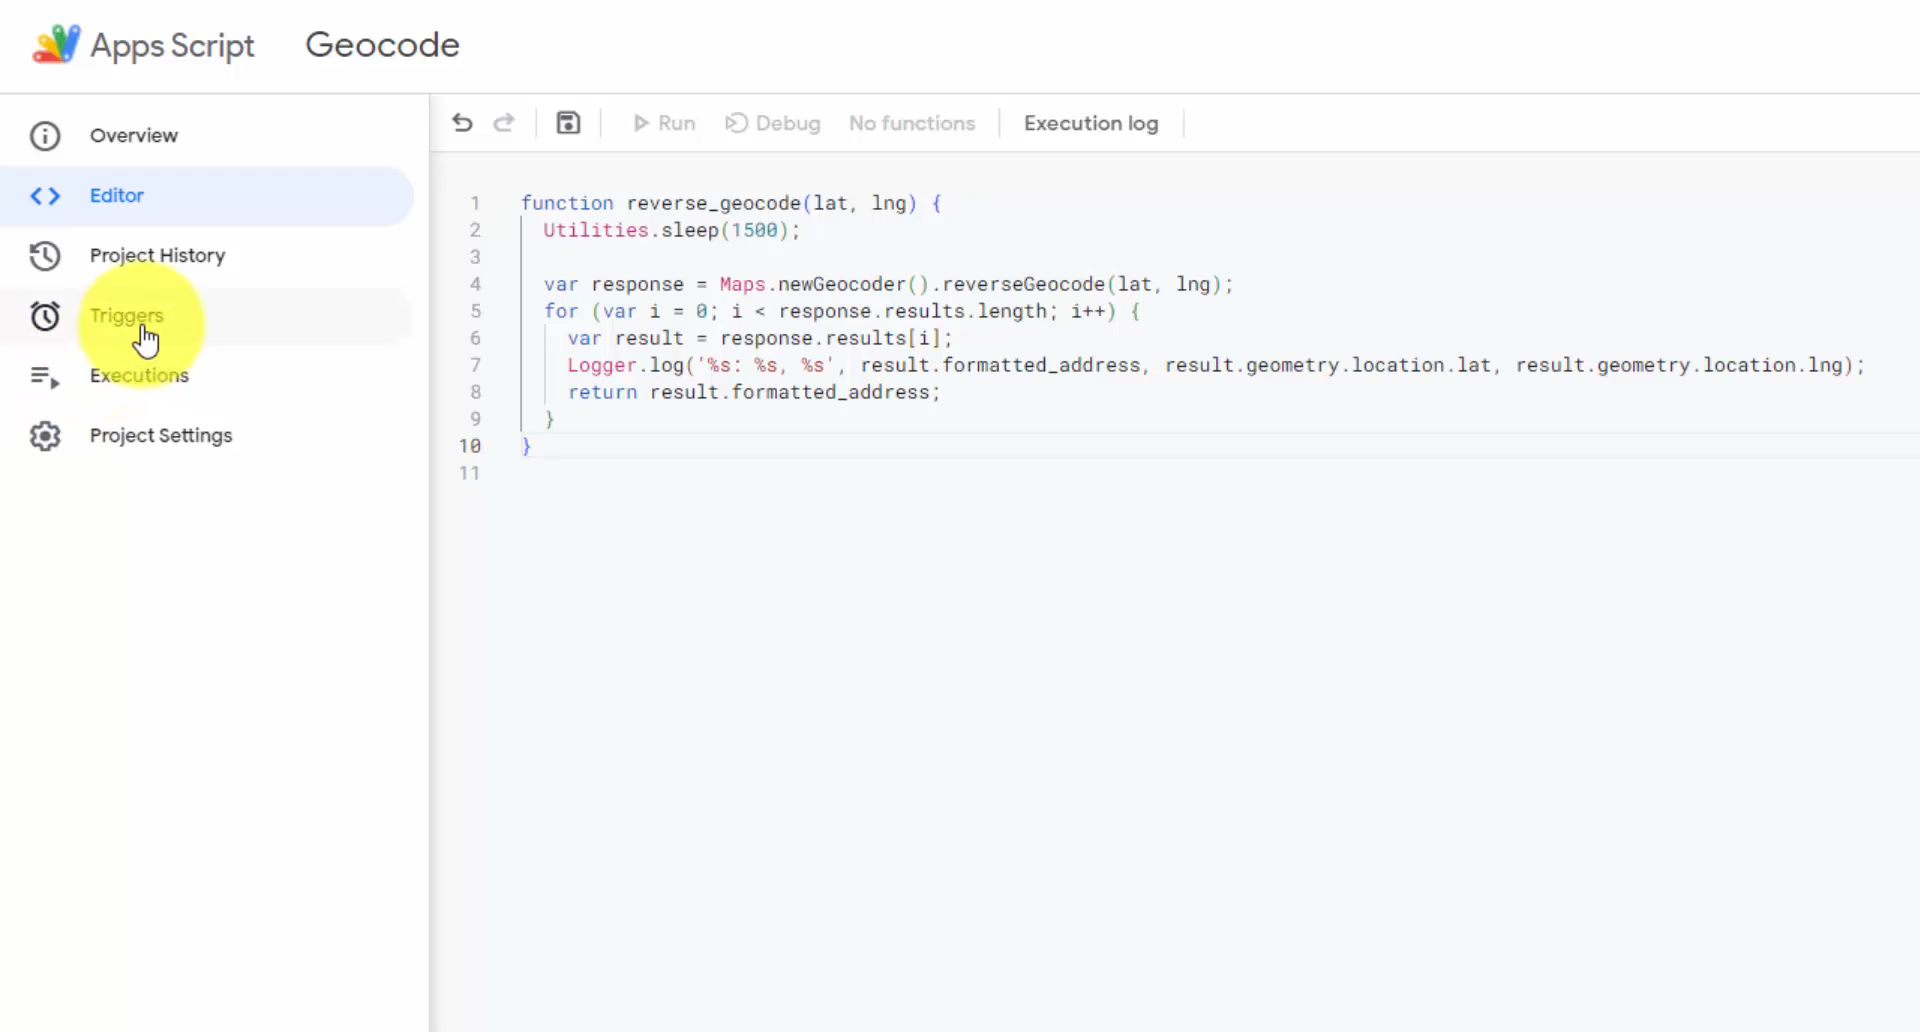 Apps Script Geocode
Overview
Editor
Project History
Triggers
Executions
Project Settings
Run Debug No functions Execution log
1 function reverse_geocode(lat, lng) {
2 Utilities.sleep(1500);
3
4 var response = Maps.newGeocoder().reverseGeocode(lat, lng);
5 for (var i = 0; i < response.results.length; i++) {
6 var result = response.results[i];
7 Logger.log('%s: %s, %s', result.formatted_address, result.geometry.location.lat, result.geometry.location.lng);
8 return result.formatted_address;
9 }
10 }
11